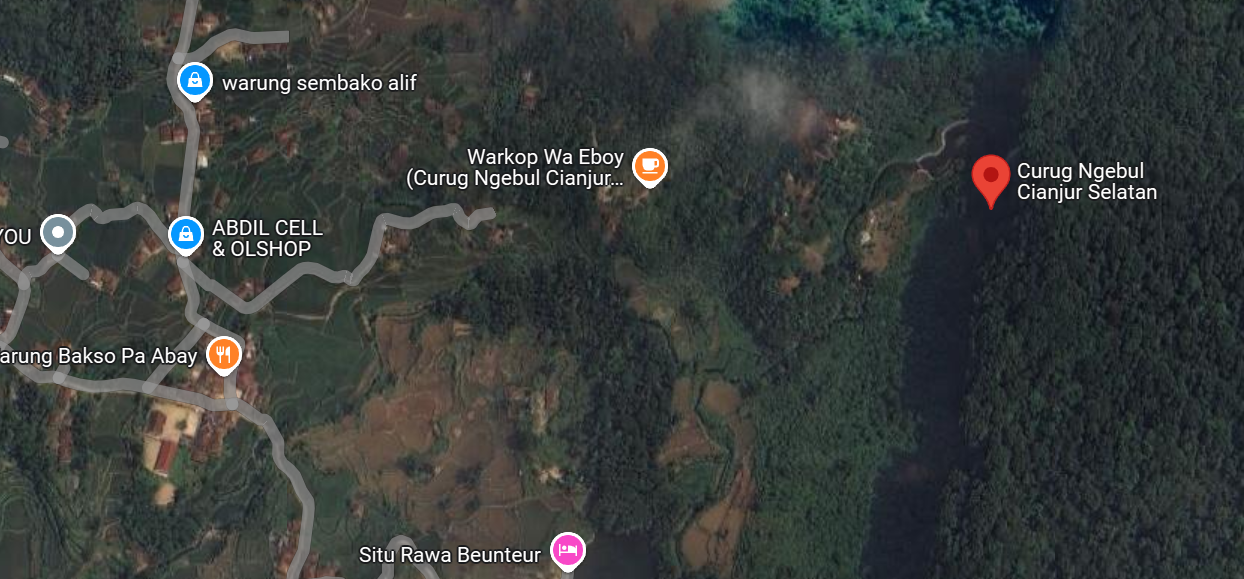 warung sembako alif
Warkop Wa Eboy
(Curug Ngebul Cianjur...
Curug Ngebul
Cianjur Selatan
YOU
ABDIL CELL
& OLSHOP
arung Bakso Pa Abay
Situ Rawa Beunteur